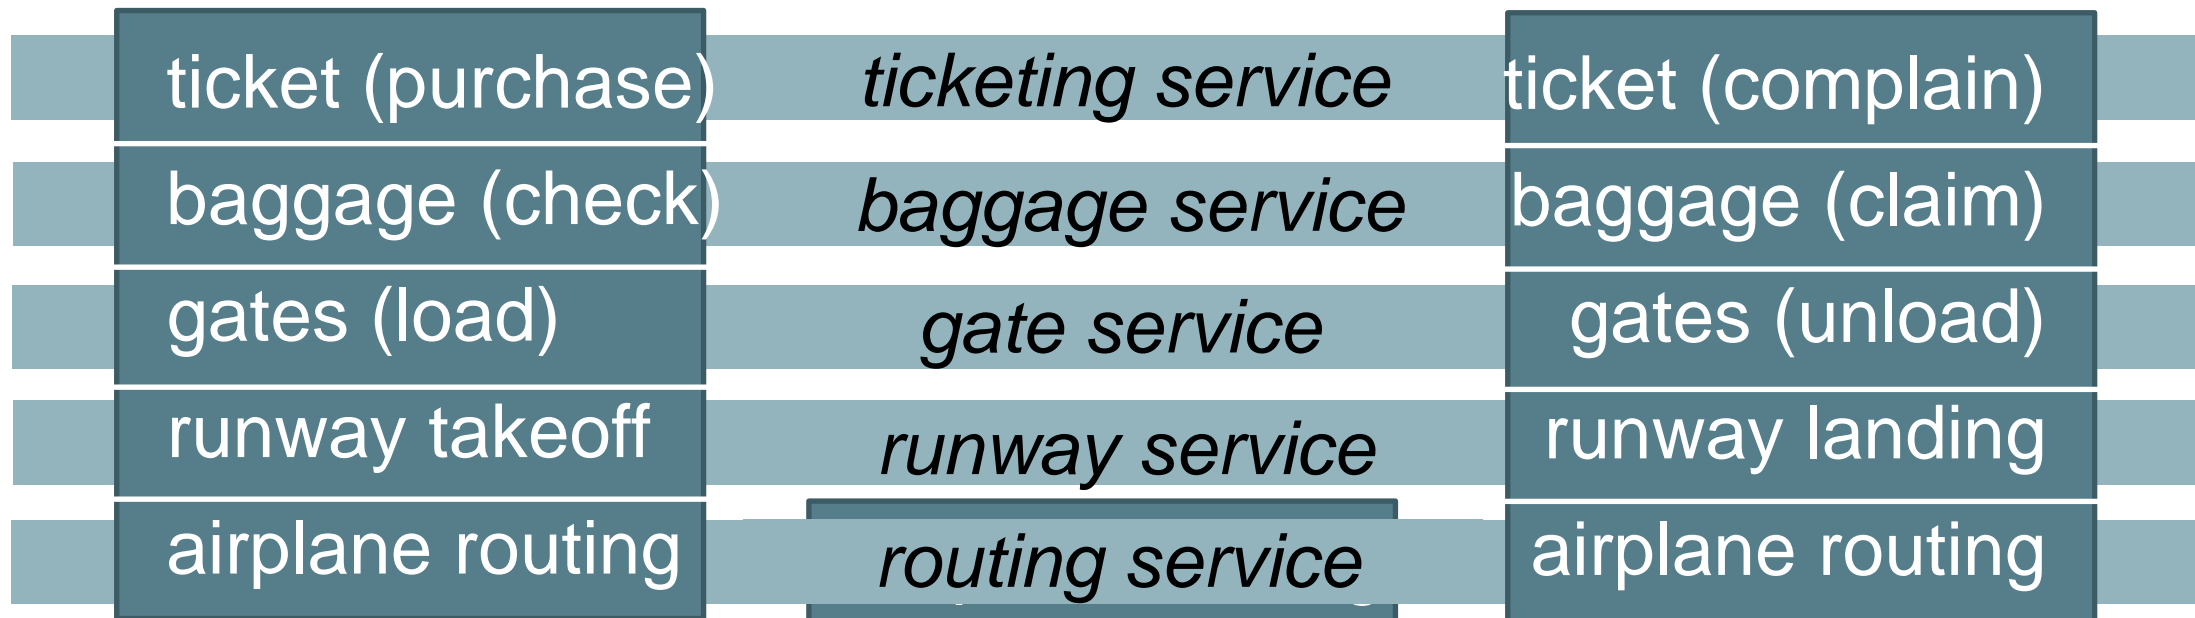 ticket (purchase) ticketing service ticket (complain)
baggage (check) baggage service baggage (claim)
gates (load) gate service gates (unload)
runway takeoff runway service runway landing
airplane routing routing service airplane routing